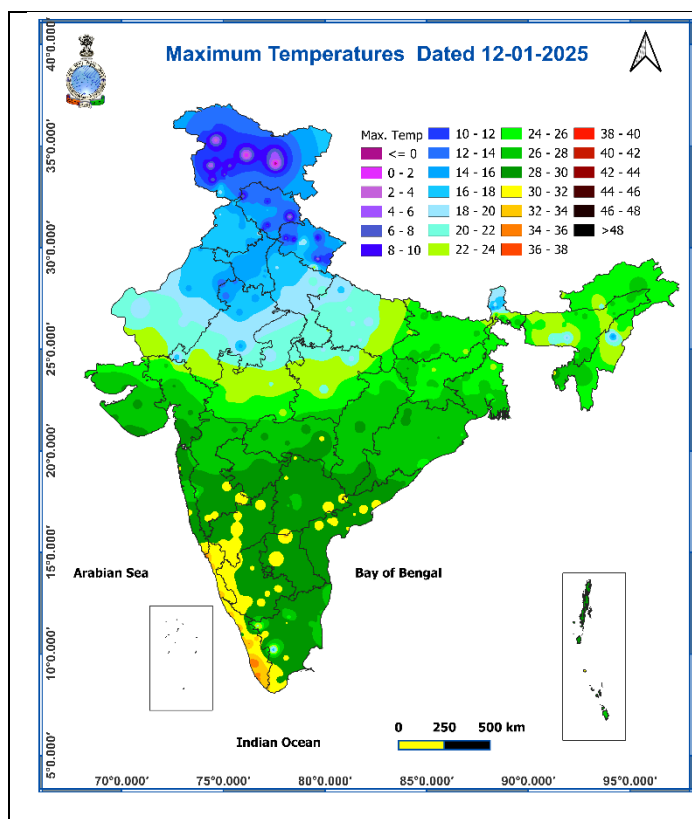 Maximum Temperatures Dated 12-01-2025
Max. Temp
<= 0
0 - 2
2 - 4
4 - 6
6 - 8
8 - 10
10 - 12
12 - 14
14 - 16
16 - 18
18 - 20
20 - 22
22 - 24
24 - 26
26 - 28
28 - 30
30 - 32
32 - 34
34 - 36
36 - 38
38 - 40
40 - 42
42 - 44
44 - 46
46 - 48
>48
40°0.000'
35°0.000'
30°0.000'
25°0.000'
20°0.000'
15°0.000'
10°0.000'
5°0.000'
Arabian Sea
Bay of Bengal
Indian Ocean
0 250 500 km
70°0.000' 75°0.000' 80°0.000' 85°0.000' 90°0.000' 95°0.000'